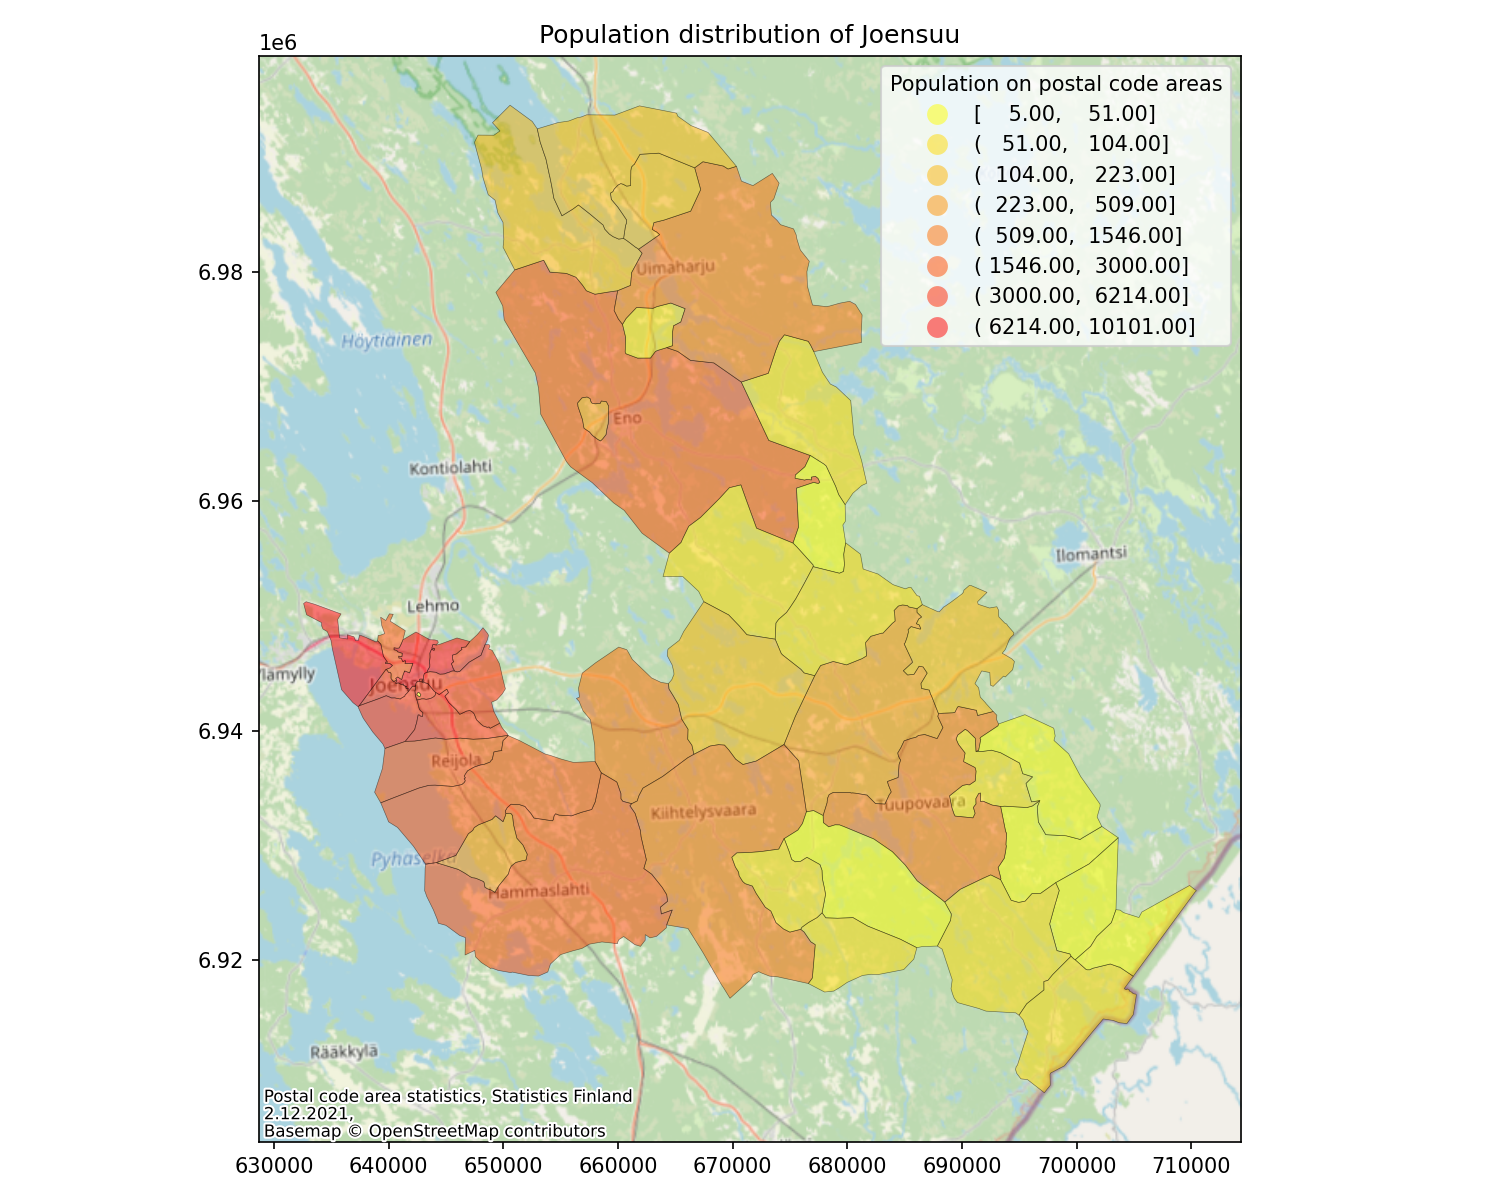 Population distribution of Joensuu
1e6
Population on postal code areas
[ 5.00, 51.00]
( 51.00, 104.00]
( 104.00, 223.00]
( 223.00, 509.00]
( 509.00, 1546.00]
( 1546.00, 3000.00]
( 3000.00, 6214.00]
( 6214.00, 10101.00]
6.98
6.96
6.94
6.92
Uimaharju
Höytiäinen
Eno
Kontiolahti
Ilomantsi
Lehmo
Ylämylly
Joensuu
Reijola
Kiihtelysvaara
Tuupovaara
Pyhäselkä
Hammaslahti
Rääkkylä
Postal code area statistics, Statistics Finland
2.12.2021,
Basemap © OpenStreetMap contributors
630000 640000 650000 660000 670000 680000 690000 700000 710000